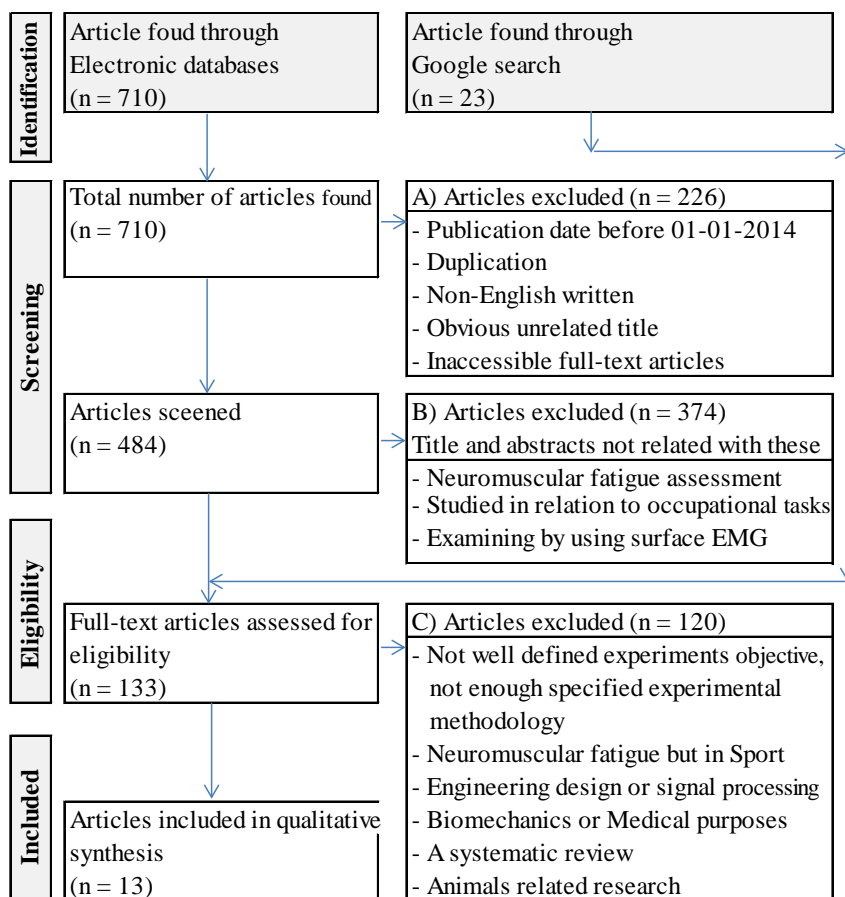 Identification
Article foud through
Electronic databases
(n = 710)
Article found through
Google search
(n = 23)
Screening
Total number of articles found
(n = 710)
A) Articles excluded (n = 226)
- Publication date before 01-01-2014
- Duplication
- Non-English written
- Obvious unrelated title
- Inaccessible full-text articles
Articles sceened
(n = 484)
B) Articles excluded (n = 374)
Title and abstracts not related with these
- Neuromuscular fatigue assessment
- Studied in relation to occupational tasks
- Examining by using surface EMG
Eligibility
Full-text articles assessed for
eligibility
(n = 133)
C) Articles excluded (n = 120)
- Not well defined experiments objective,
not enough specified experimental
methodology
- Neuromuscular fatigue but in Sport
- Engineering design or signal processing
- Biomechanics or Medical purposes
- A systematic review
- Animals related research
Included
Articles included in qualitative
synthesis
(n = 13)